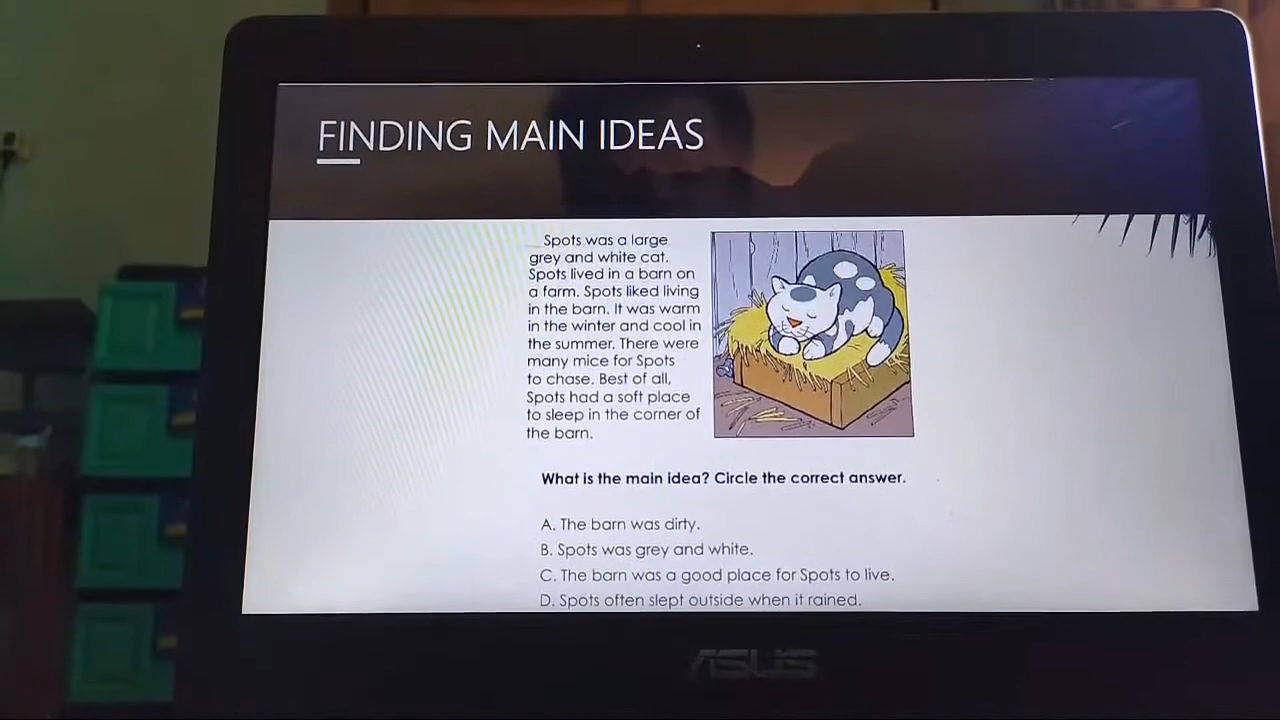 FINDING MAIN IDEAS
Spots was a large
grey and white cat.
Spots lived in a barn on
a farm. Spots liked living
in the barn. It was warm
in the winter and cool in
the summer. There were
many mice for Spots
to chase. Best of all,
Spots had a soft place
to sleep in the corner of
the barn.
What is the main idea? Circle the correct answer.
A. The barn was dirty.
B. Spots was grey and white.
C. The barn was a good place for Spots to live.
D. Spots often slept outside when it rained.
ASUS